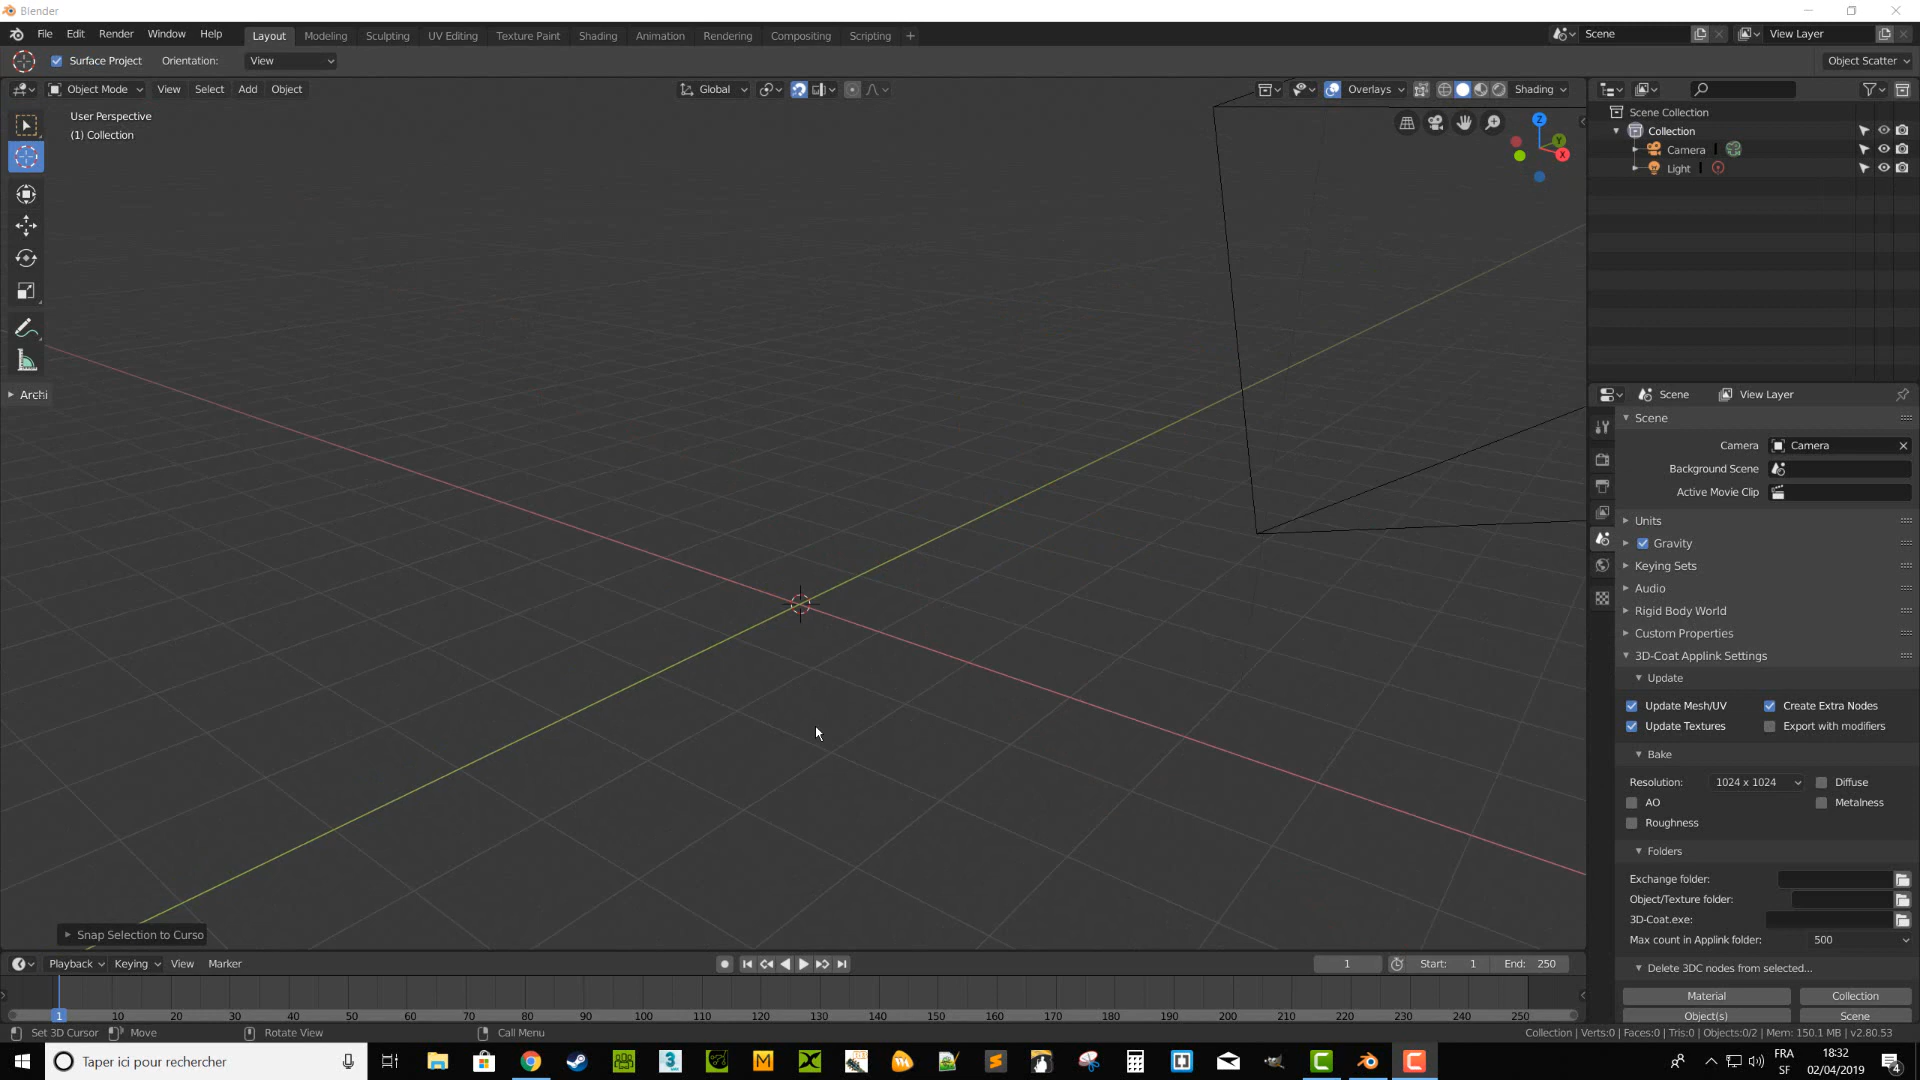 Blender
File Edit Render Window Help Layout Modeling Sculpting UV Editing Texture Paint Shading Animation Rendering Compositing Scripting + Scene View Layer
Surface Project Orientation: View Object Scatter
Object Mode View Select Add Object Global Overlays Shading
User Perspective
(1) Collection
Z
Y
X
Scene Collection
Collection
Camera
Light
Archi
Scene View Layer
Scene
Camera Camera
Background Scene
Active Movie Clip
Units
Gravity
Keying Sets
Audio
Rigid Body World
Custom Properties
3D-Coat Applink Settings
Update
Update Mesh/UV Create Extra Nodes
Update Textures Export with modifiers
Bake
Resolution: 1024 x 1024 Diffuse
AO Metalness
Roughness
Folders
Exchange folder:
Object/Texture folder:
3D-Coat.exe:
Max count in Applink folder: 500
Delete 3DC nodes from selected...
Material Collection
Object(s) Scene
Snap Selection to Curso
Playback Keying View Marker 1 Start: 1 End: 250
1 10 20 30 40 50 60 70 80 90 100 110 120 130 140 150 160 170 180 190 200 210 220 230 240 250
Set 3D Cursor Move Rotate View Call Menu Collection | Verts:0 | Faces:0 | Tris:0 | Objects:0/2 | Mem: 150.1 MB | v2.80.53
Taper ici pour rechercher
FRA
SF
18:32
02/04/2019
4